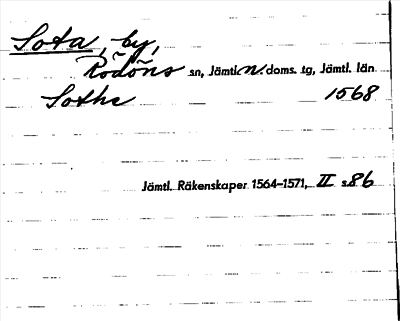 Sota, by,
Rödöns sn, Jämtl. n. doms. tg, Jämtl. län
Sothe 1568
Jämtl. Räkenskaper 1564–1571, II s. 86